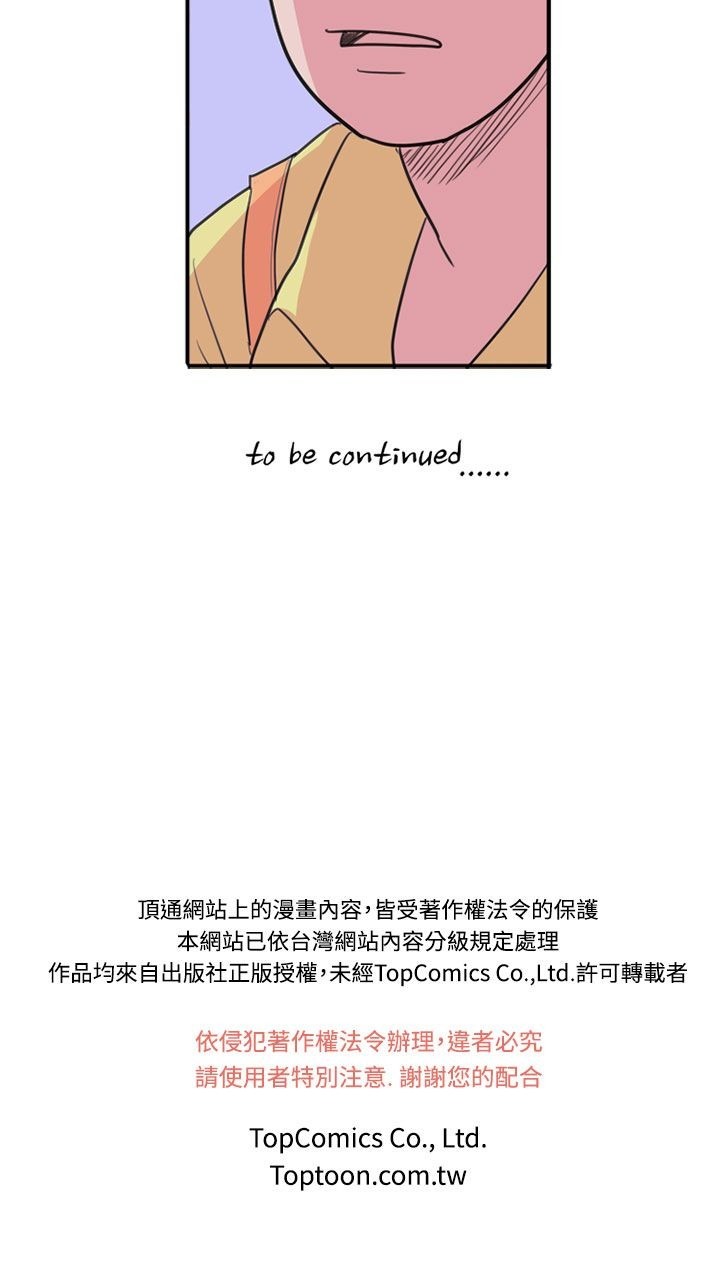 to be continued......
頂通網站上的漫畫內容，皆受著作權法令的保護
本網站已依台灣網站內容分級規定處理
作品均來自出版社正版授權，未經TopComics Co.,Ltd.許可轉載者
依侵犯著作權法令辦理，違者必究
請使用者特別注意. 謝謝您的配合
TopComics Co., Ltd.
Toptoon.com.tw